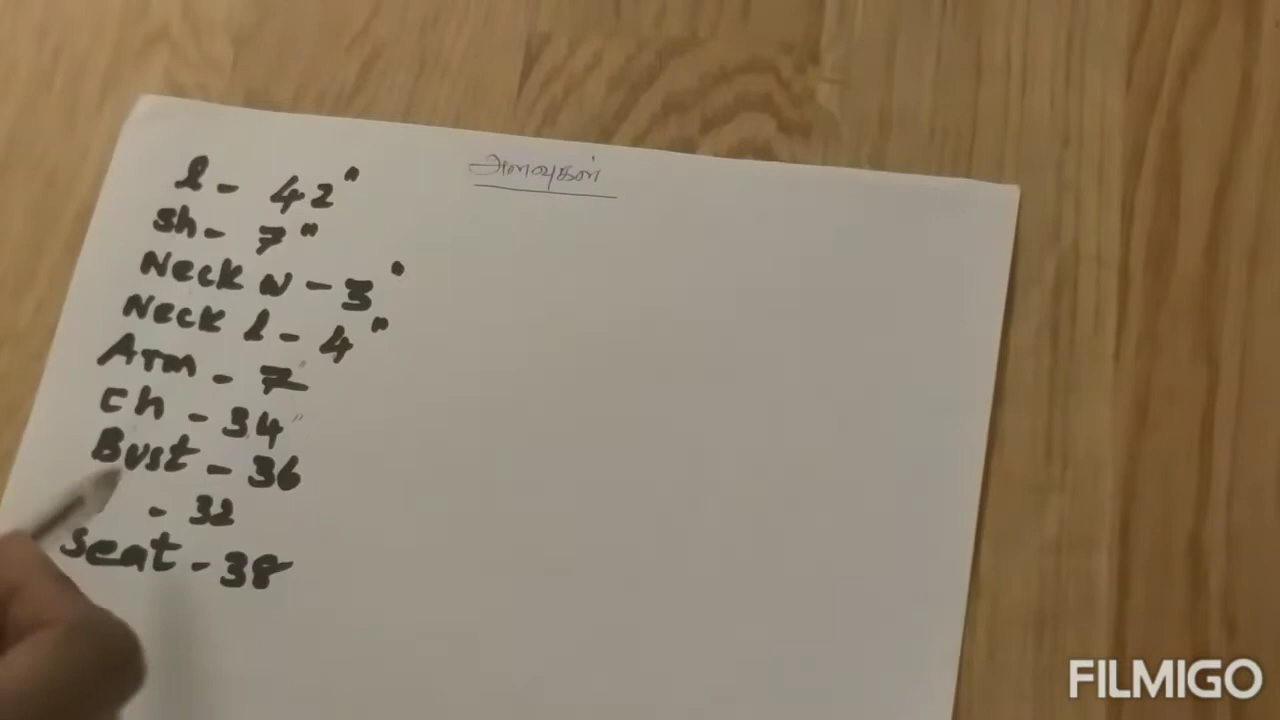 அளவுகள்
l - 42"
Sh - 7"
Neck w - 3"
Neck l - 4"
Arm - 7
Ch - 34"
Bust - 36
- 32
Seat - 38
FILMIGO